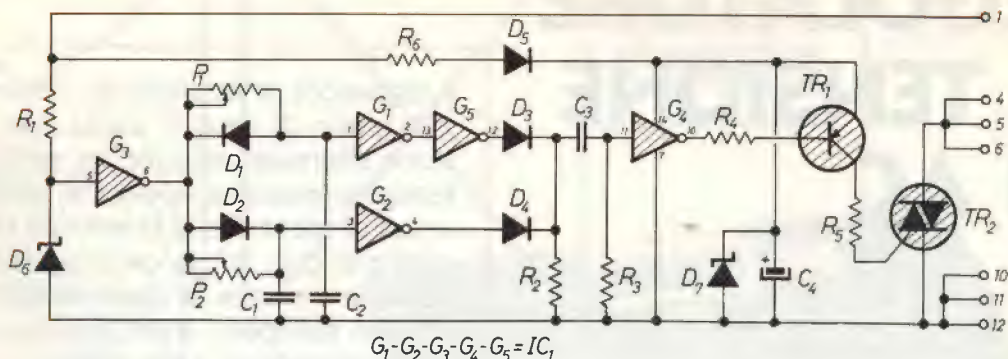 1
R6
D5
TR1
P1
4
R1
G1
G5
D3
C3
G4
R4
5
6
G3
1
2
13
12
11
14
10
5
6
D1
7
D2
G2
D4
TR2
3
4
R5
D6
P2
C1
C2
R2
R3
D7
+
C4
10
11
12
G1-G2-G3-G4-G5=IC1